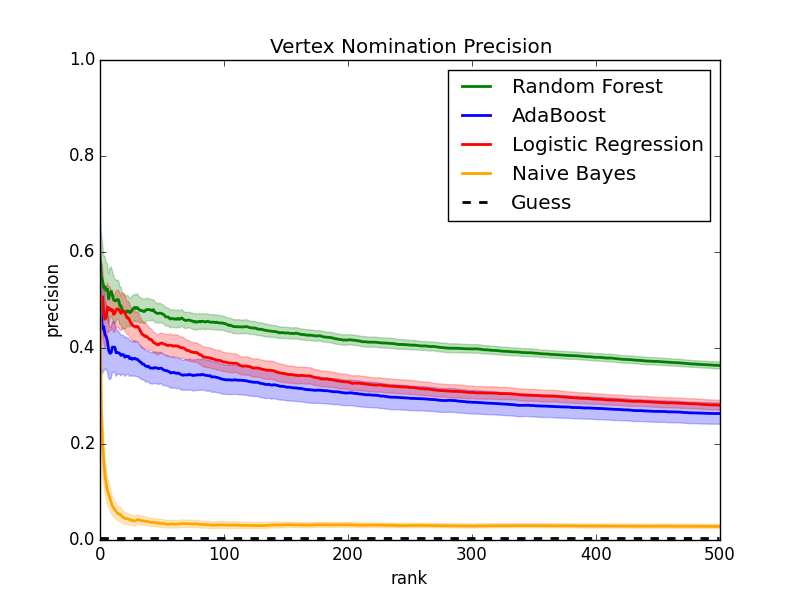 Vertex Nomination Precision
1.0
0.8
0.6
0.4
0.2
0.0
precision
Random Forest
AdaBoost
Logistic Regression
Naive Bayes
Guess
0 100 200 300 400 500
rank